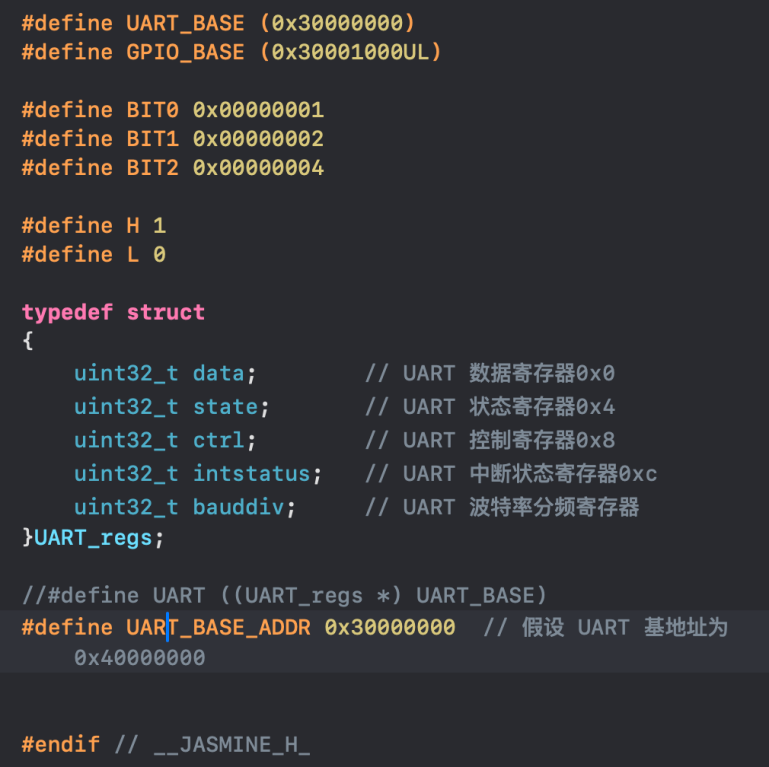 #define UART_BASE (0x30000000)
#define GPIO_BASE (0x30001000UL)
#define BIT0 0x00000001
#define BIT1 0x00000002
#define BIT2 0x00000004
#define H 1
#define L 0
typedef struct
{
uint32_t data; // UART 数据寄存器0x0
uint32_t state; // UART 状态寄存器0x4
uint32_t ctrl; // UART 控制寄存器0x8
uint32_t intstatus; // UART 中断状态寄存器0xc
uint32_t bauddiv; // UART 波特率分频寄存器
}UART_regs;
//#define UART ((UART_regs *) UART_BASE)
#define UART_BASE_ADDR 0x30000000 // 假设 UART 基地址为
0x40000000
#endif // __JASMINE_H_